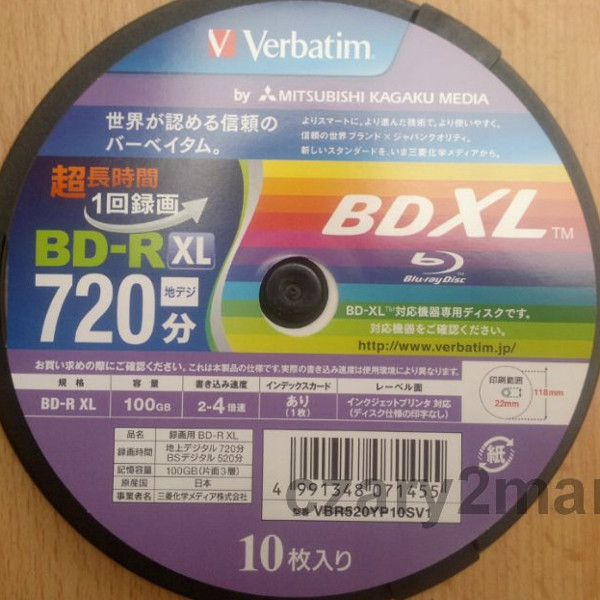 Verbatim.
by MITSUBISHI KAGAKU MEDIA
世界が認める信頼の
バーベイタム。
よりスマートに。より進んだ技術で、より使いやすく。
信頼の世界ブランド×ジャパンクオリティ。
新しいスタンダードを、いま三菱化学メディアから。
超長時間
1回録画
BD-R XL
720分
地デジ
BDXL™
Blu-ray Disc
BD-XL™対応機器専用ディスクです。
対応機器をご確認ください。
http://www.verbatim.jp/
お買い求めの際にご確認ください。これは本製品の仕様です。実際の書き込み速度は使用環境により異なります。
規格 容量 書き込み速度 インデックスカード レーベル面
BD-R XL 100GB 2-4倍速 あり(1枚) インクジェットプリンタ対応(ディスク仕様の印字なし)
印刷範囲
22mm
118mm
品名 録画用 BD-R XL
録画時間 地上デジタル 720分
BSデジタル 520分
記憶容量 100GB(片面3層)
原産国 日本
事業者名 三菱化学メディア株式会社
4 991348 071455
型番 VBR520YP10SV1
紙
10枚入り